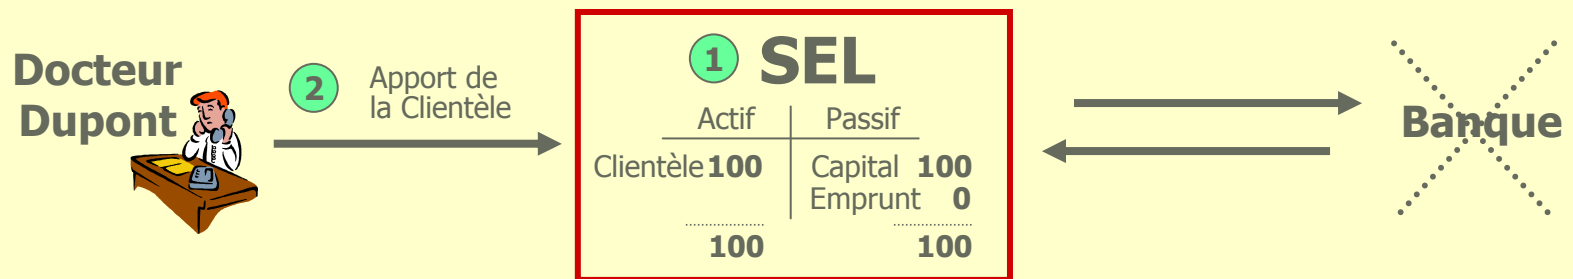 Docteur
Dupont
2
Apport de
la Clientèle
1 SEL
Actif Passif
Clientèle 100 Capital 100
Emprunt 0
100 100
Banque